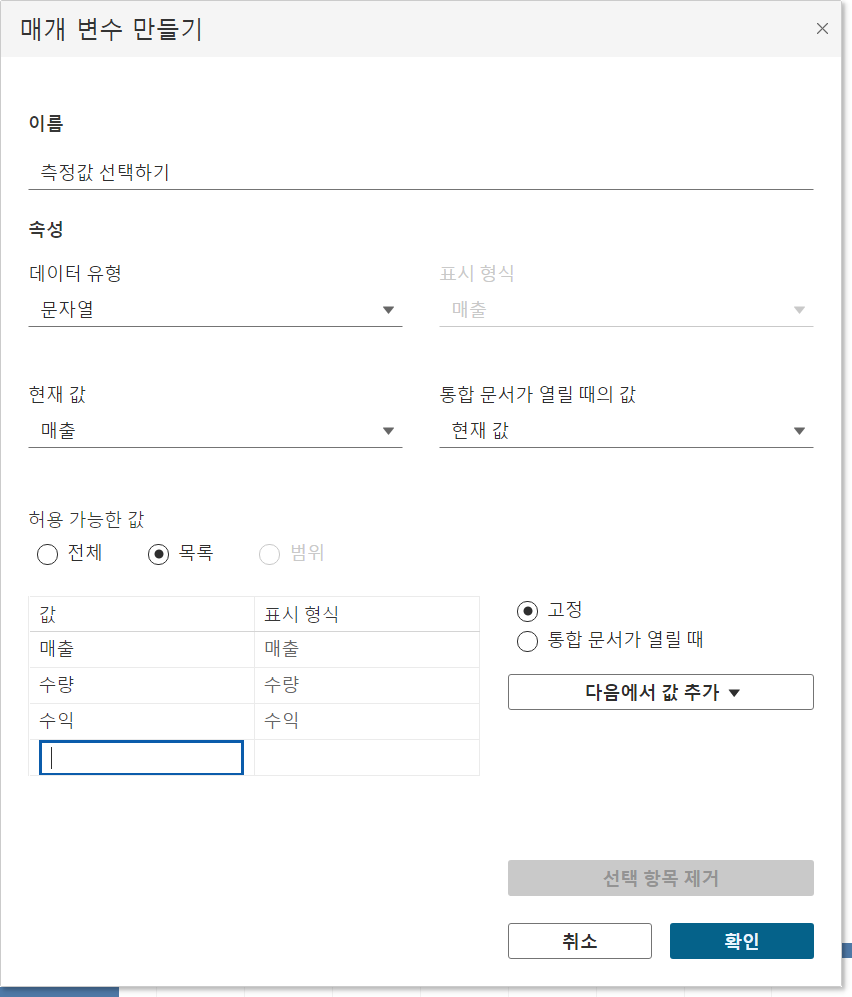 매개 변수 만들기
이름
측정값 선택하기
속성
데이터 유형 표시 형식
문자열 매출
현재 값 통합 문서가 열릴 때의 값
매출 현재 값
허용 가능한 값
전체 목록 범위
값 표시 형식 고정
매출 매출 통합 문서가 열릴 때
수량 수량 다음에서 값 추가
수익 수익
선택 항목 제거
취소 확인